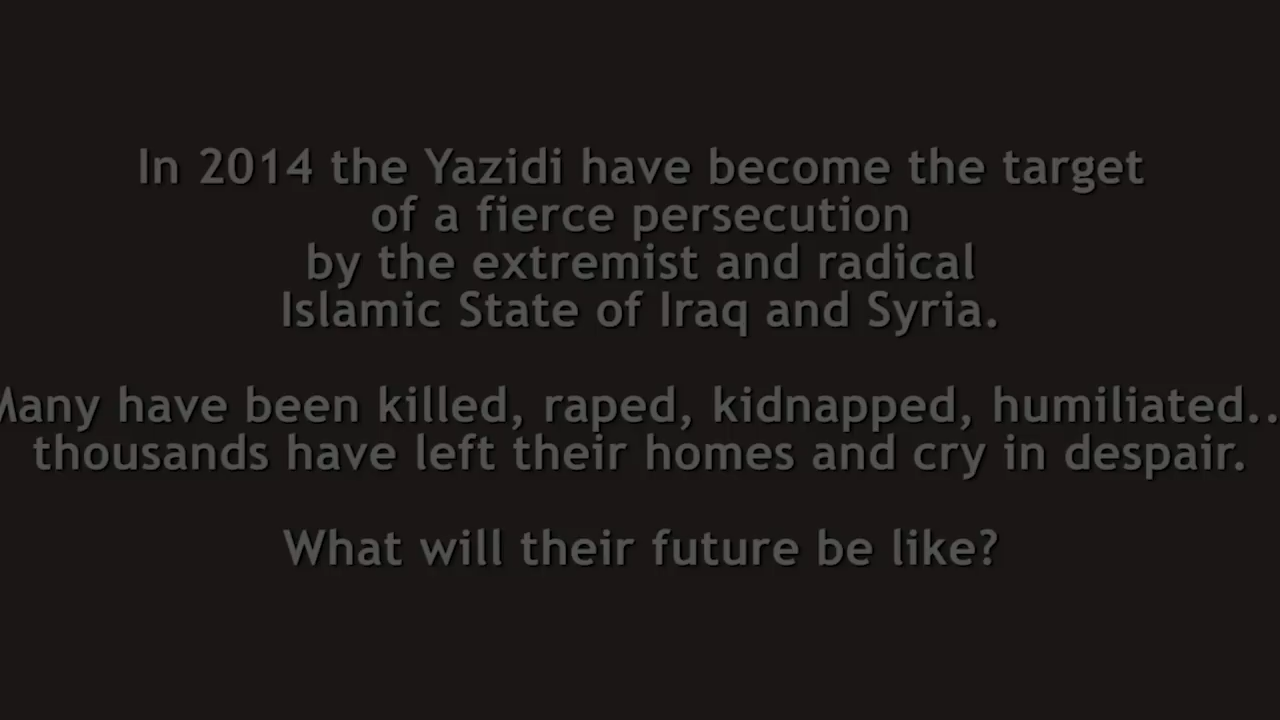 In 2014 the Yazidi have become the target
of a fierce persecution
by the extremist and radical
Islamic State of Iraq and Syria.
Many have been killed, raped, kidnapped, humiliated..
thousands have left their homes and cry in despair.
What will their future be like?